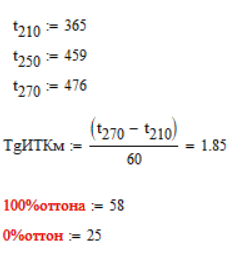 t210 := 365
t250 := 459
t270 := 476
TgИТКм := (t270 − t210) / 60 = 1.85
100%оттона := 58
0%оттон := 25